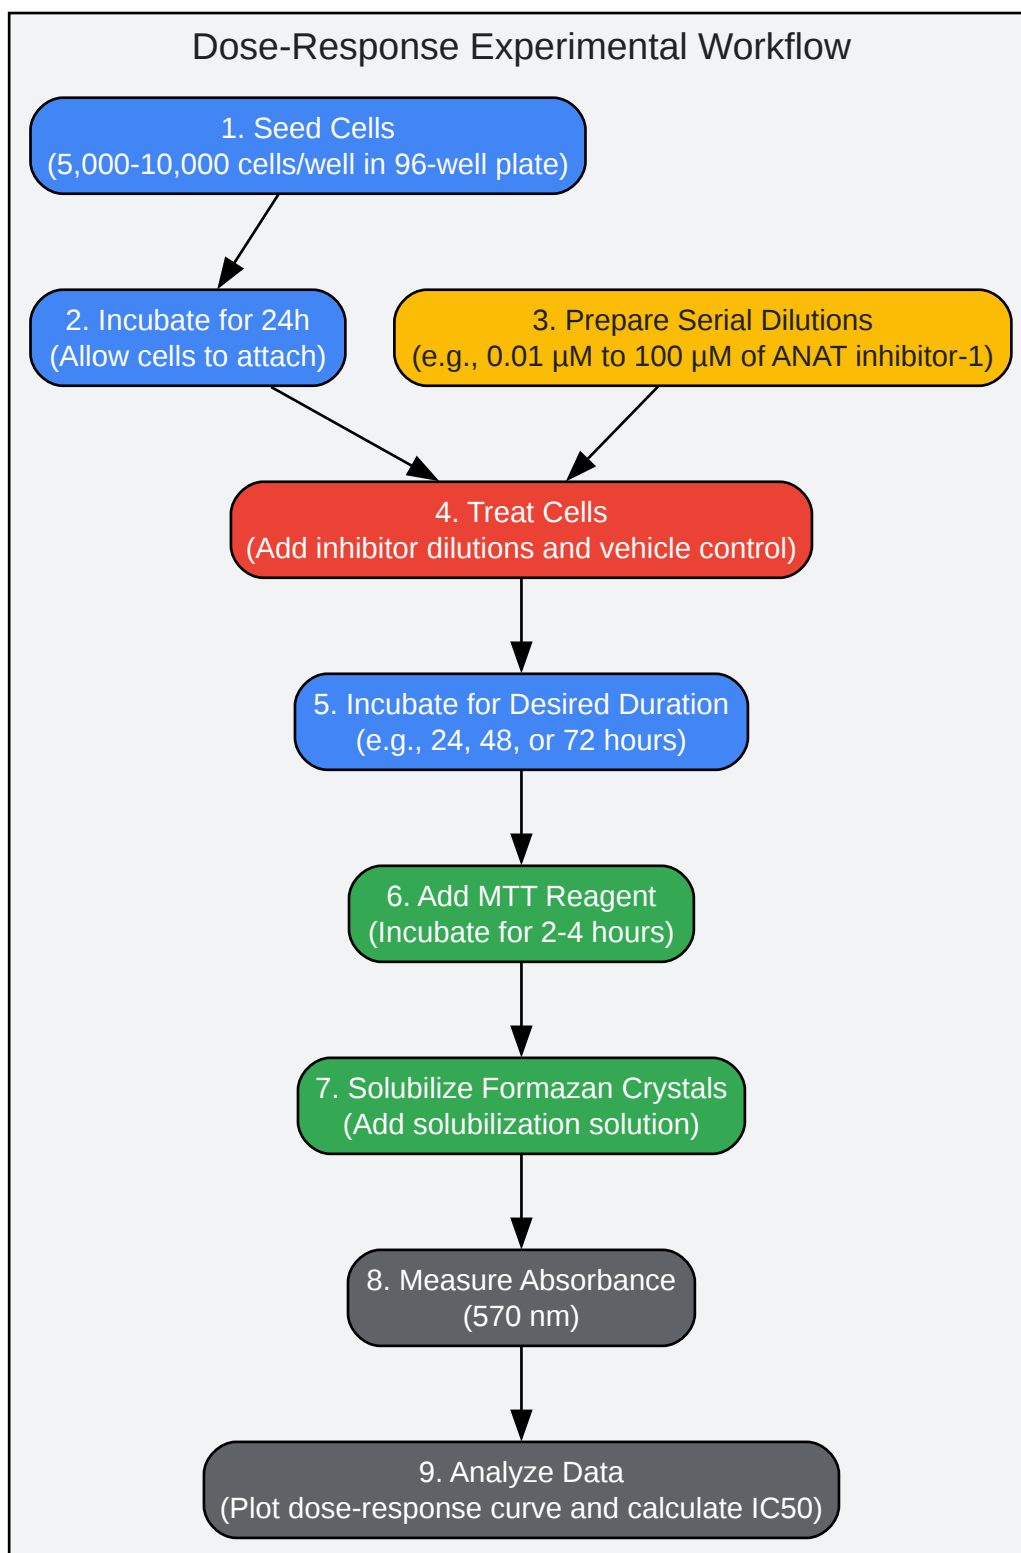 Dose-Response Experimental Workflow
1. Seed Cells
(5,000-10,000 cells/well in 96-well plate)
2. Incubate for 24h
(Allow cells to attach)
3. Prepare Serial Dilutions
(e.g., 0.01 µM to 100 µM of ANAT inhibitor-1)
4. Treat Cells
(Add inhibitor dilutions and vehicle control)
5. Incubate for Desired Duration
(e.g., 24, 48, or 72 hours)
6. Add MTT Reagent
(Incubate for 2-4 hours)
7. Solubilize Formazan Crystals
(Add solubilization solution)
8. Measure Absorbance
(570 nm)
9. Analyze Data
(Plot dose-response curve and calculate IC50)